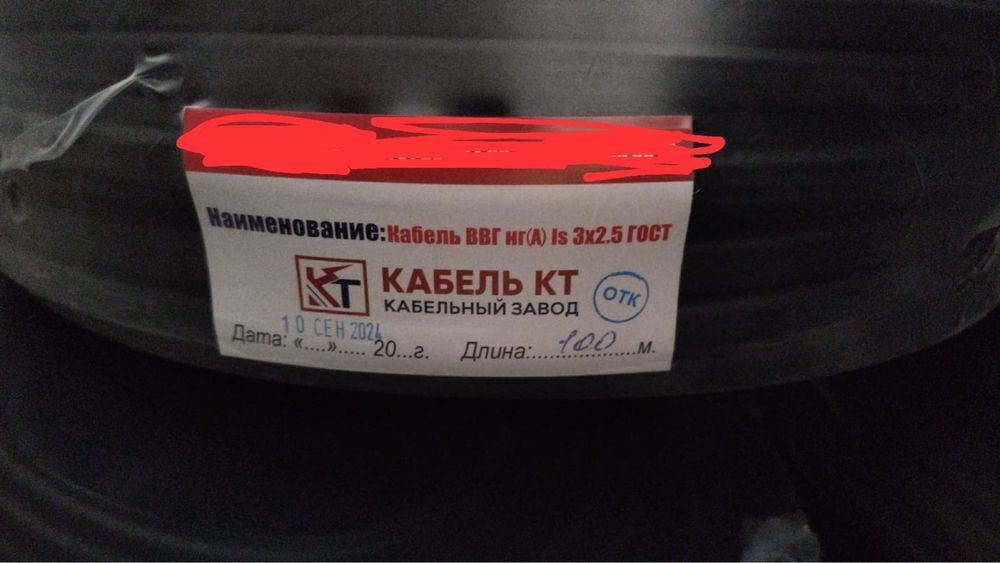 Наименование: Кабель ВВГ нг(А) ls 3х2.5 ГОСТ
КТ
КАБЕЛЬ КТ
КАБЕЛЬНЫЙ ЗАВОД
ОТК
10 СЕН 2024
Дата: «....»..... 20...г. Длина:.....100.....м.